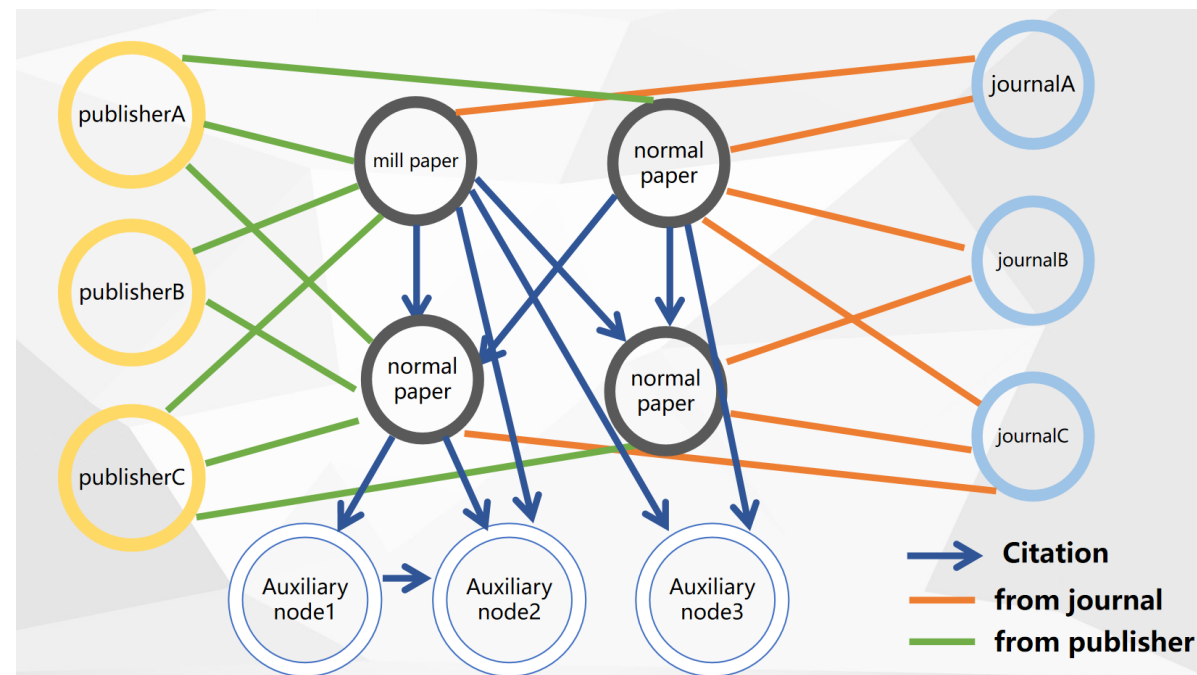 publisherA
mill paper
normal
paper
journalA
publisherB
journalB
normal
paper
normal
paper
publisherC
journalC
Auxiliary
node1
Auxiliary
node2
Auxiliary
node3
Citation
from journal
from publisher